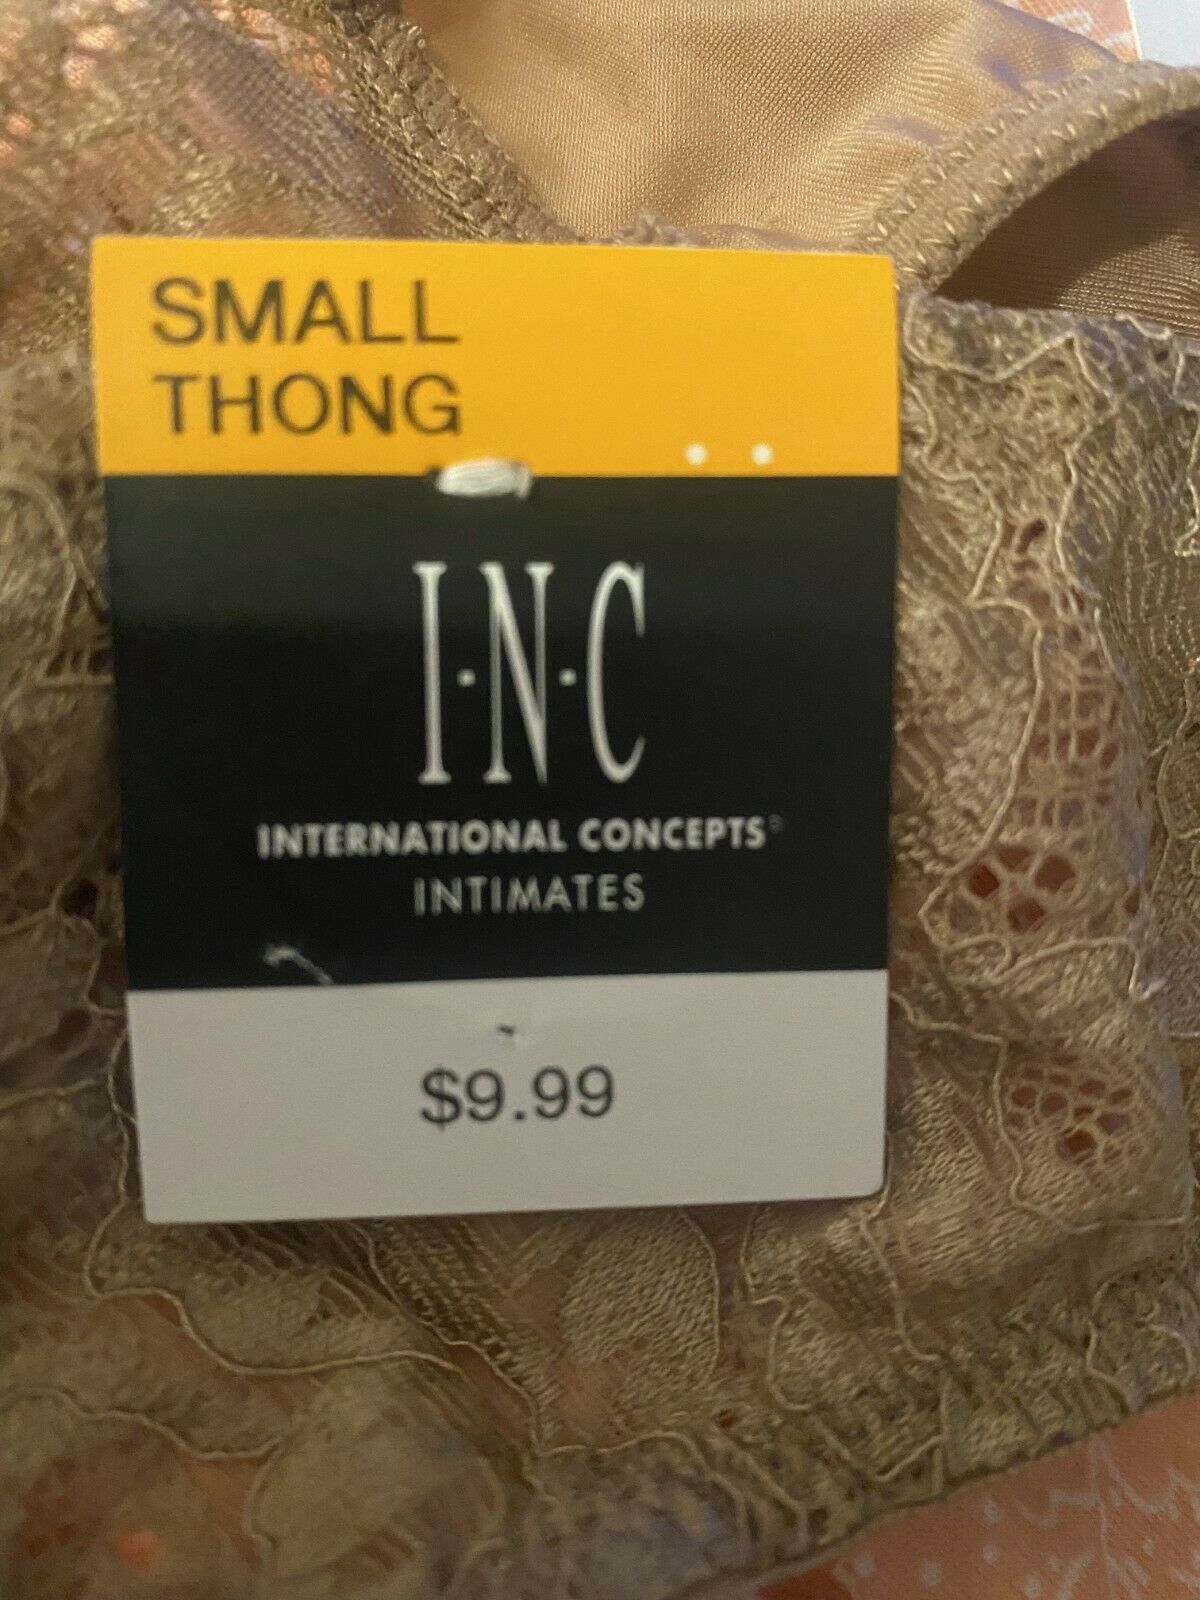 SMALL
THONG
I·N·C
INTERNATIONAL CONCEPTS®
INTIMATES
$9.99